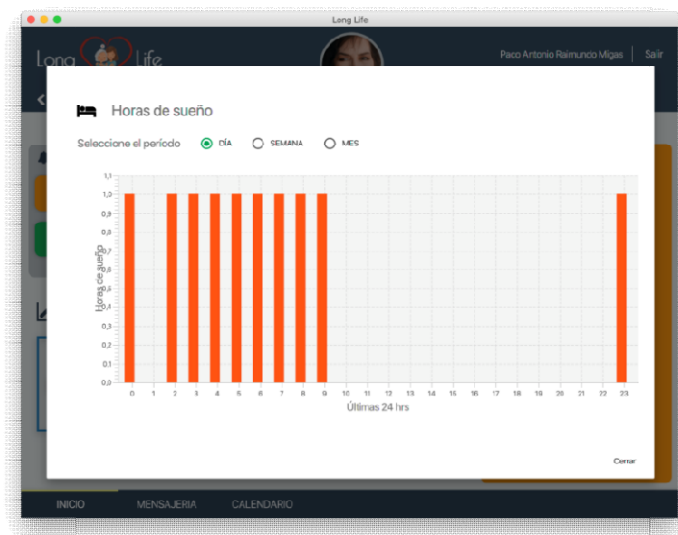 Long Life
Long Life
Paco Antonio Raimundo Migas
Salir
Horas de sueño
Seleccione el período
DÍA
SEMANA
MES
Horas de sueño
1,1
1,0
0,9
0,8
0,7
0,6
0,5
0,4
0,3
0,2
0,1
0,0
0 1 2 3 4 5 6 7 8 9 10 11 12 13 14 15 16 17 18 19 20 21 22 23
Últimas 24 hrs
Cerrar
INICIO
MENSAJERIA
CALENDARIO